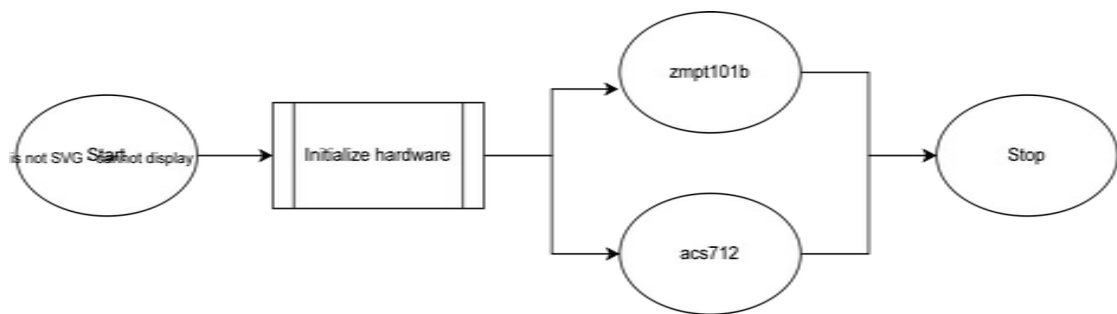 Start
is not SVG - cannot display
Initialize hardware
zmpt101b
acs712
Stop